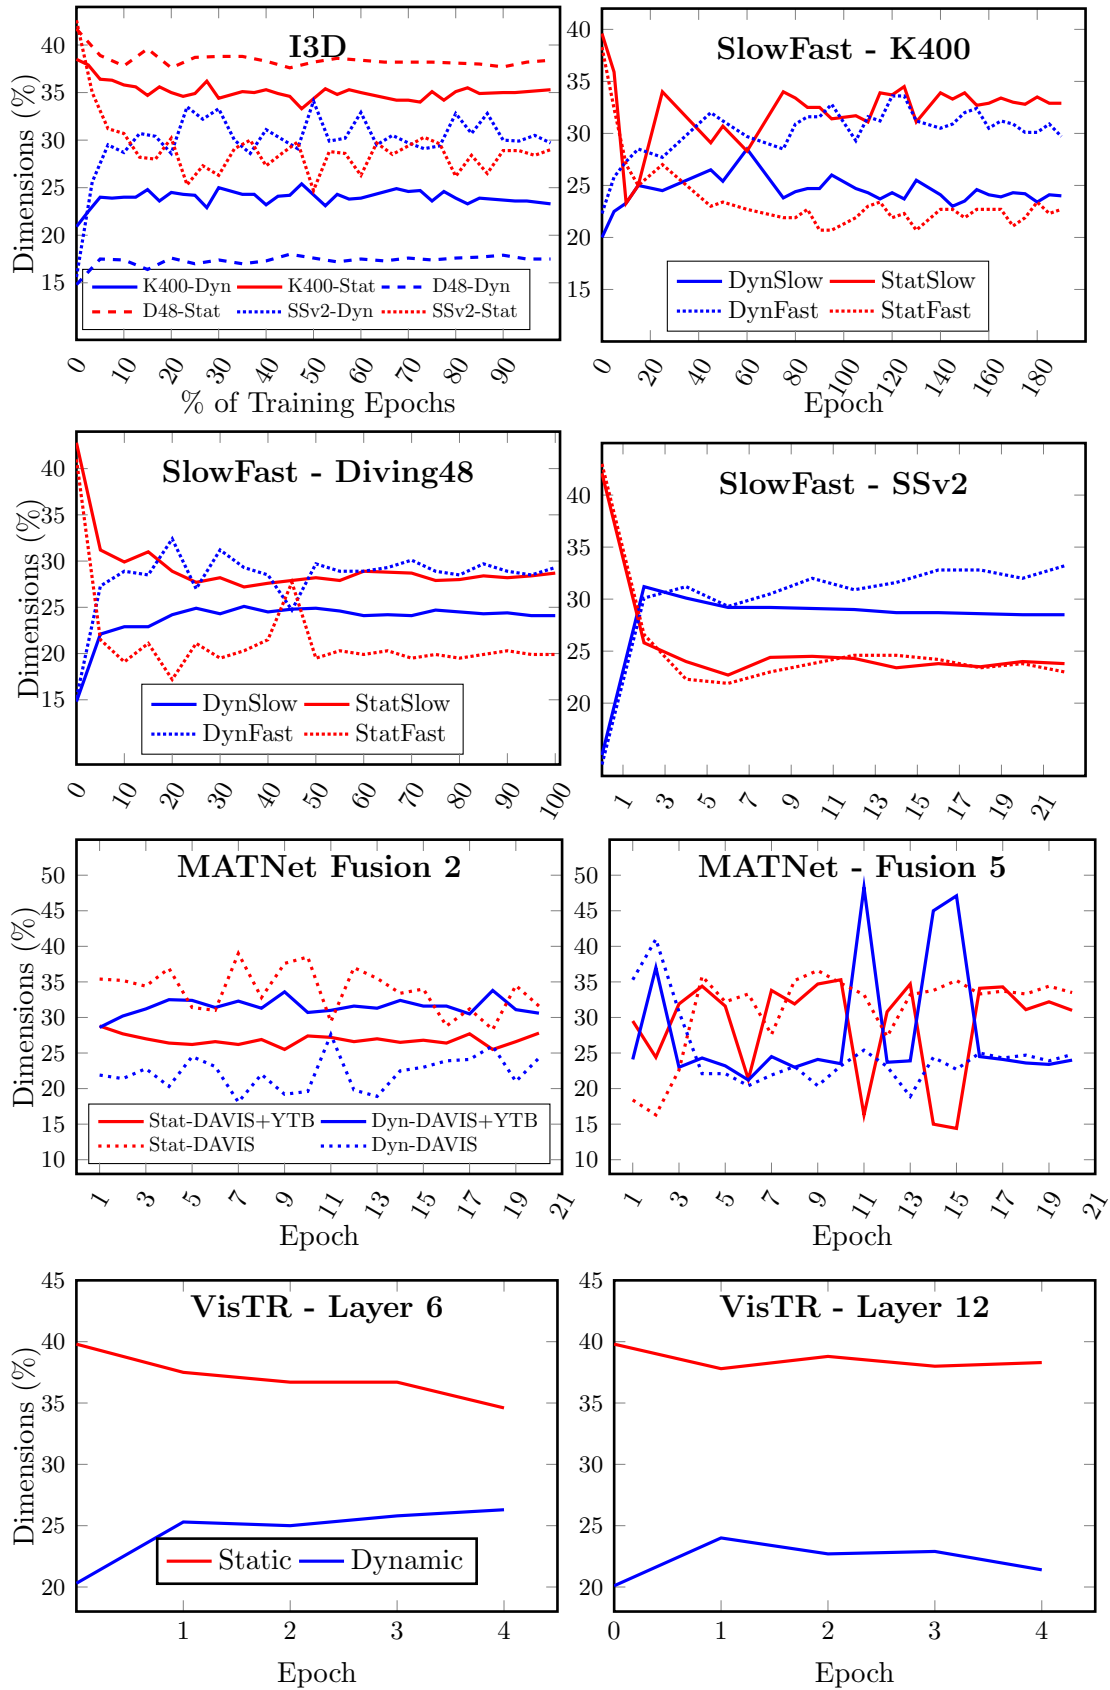 I3D
Dimensions (%)
40
35
30
25
20
15
K400-Dyn K400-Stat D48-Dyn
D48-Stat SSv2-Dyn SSv2-Stat
0 10 20 30 40 50 60 70 80 90
% of Training Epochs
SlowFast - K400
40
35
30
25
20
15
DynSlow StatSlow
DynFast StatFast
0 20 40 60 80 100 120 140 160 180
Epoch
SlowFast - Diving48
Dimensions (%)
40
35
30
25
20
15
DynSlow StatSlow
DynFast StatFast
0 10 20 30 40 50 60 70 80 90 100
SlowFast - SSv2
40
35
30
25
20
1 3 5 7 9 11 13 15 17 19 21
MATNet Fusion 2
Dimensions (%)
50
45
40
35
30
25
20
15
10
Stat-DAVIS+YTB Dyn-DAVIS+YTB
Stat-DAVIS Dyn-DAVIS
1 3 5 7 9 11 13 15 17 19 21
Epoch
MATNet - Fusion 5
50
45
40
35
30
25
20
15
10
1 3 5 7 9 11 13 15 17 19 21
Epoch
VisTR - Layer 6
Dimensions (%)
45
40
35
30
25
20
Static Dynamic
1 2 3 4
Epoch
VisTR - Layer 12
45
40
35
30
25
20
0 1 2 3 4
Epoch